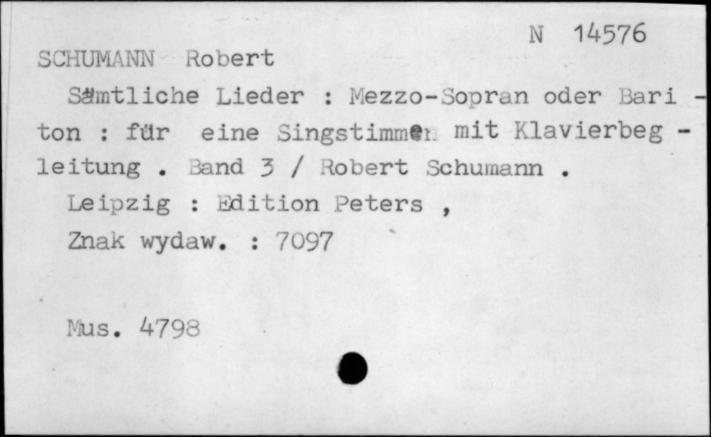 N 14576
SCHUMANN Robert
Sämtliche Lieder : Mezzo-Sopran oder Bari -
ton : für eine Singstimmen mit Klavierbeg -
leitung . Band 3 / Robert Schumann .
Leipzig : Edition Peters ,
Znak wydaw. : 7097
Mus. 4798